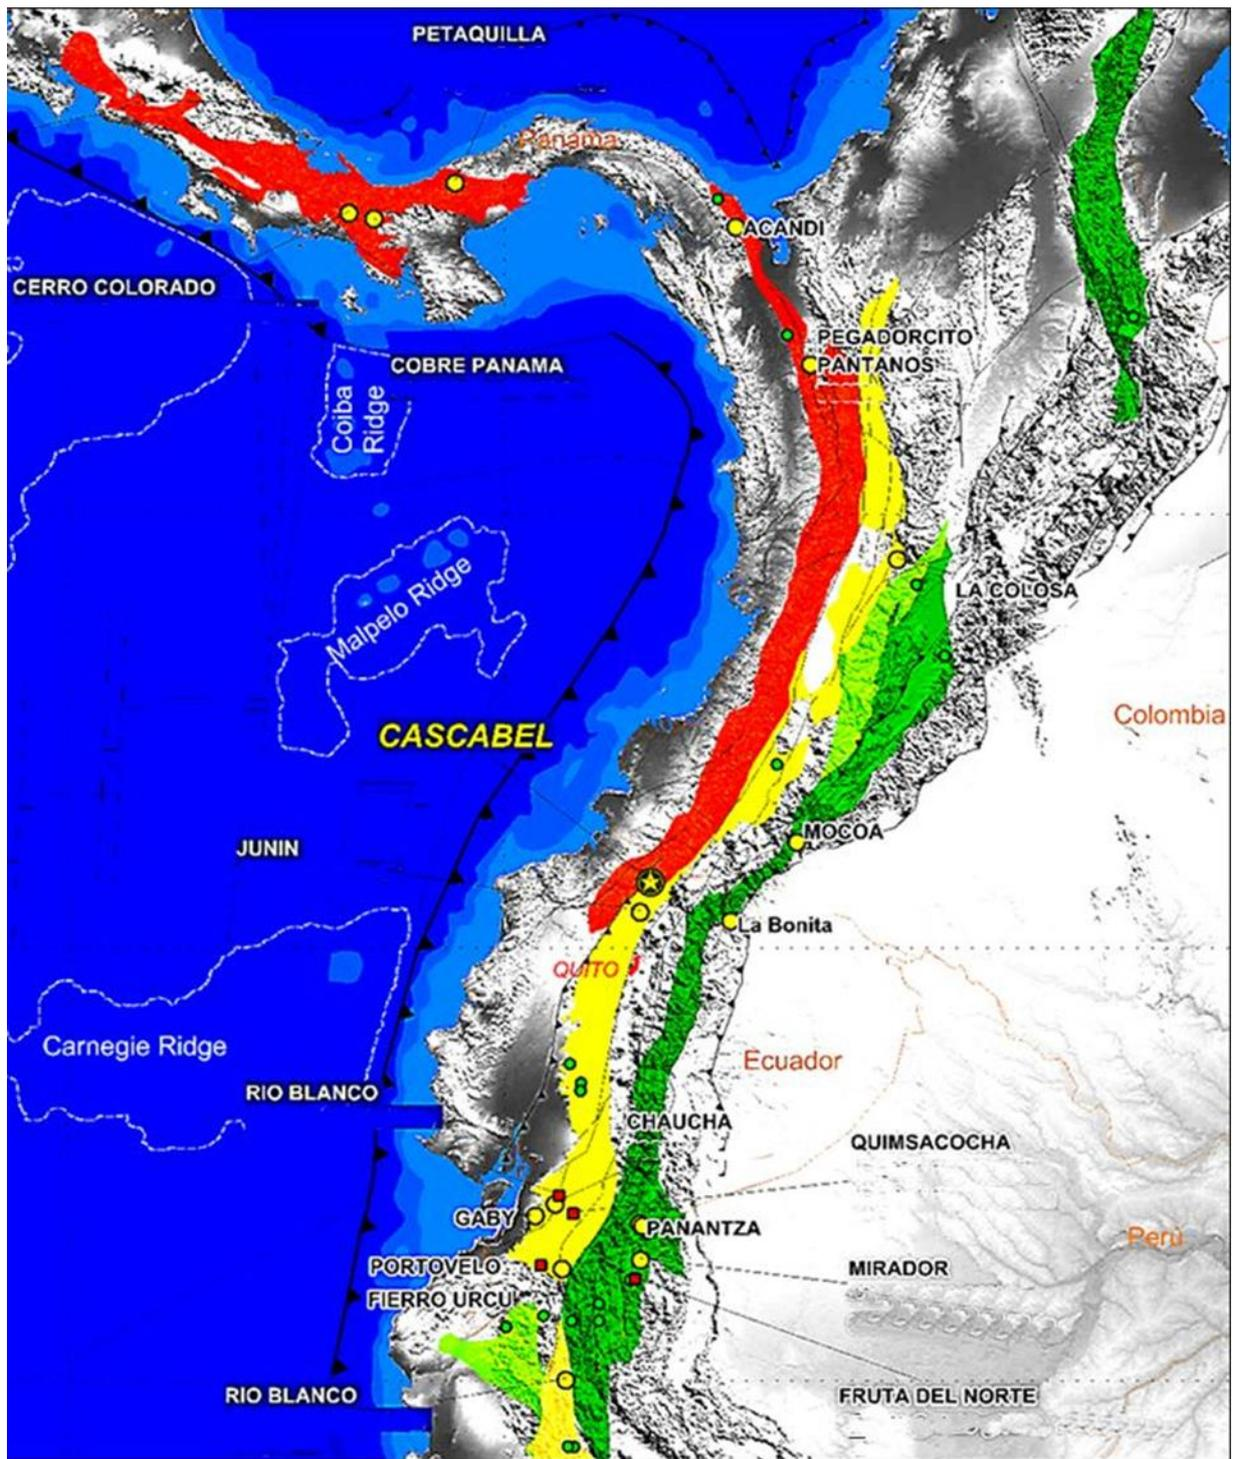 PETAQUILLA
Panama
ACANDI
CERRO COLORADO
PEGADORCITO
PANTANOS
COBRE PANAMA
Coiba
Ridge
Malpelo Ridge
LA COLOSA
Colombia
CASCABEL
MOCOA
JUNIN
La Bonita
QUITO
Carnegie Ridge
Ecuador
RIO BLANCO
CHAUCHA
QUIMSACOCHA
GABY
PANANTZA
Perú
PORTOVELO
MIRADOR
FIERRO URCU
RIO BLANCO
FRUTA DEL NORTE